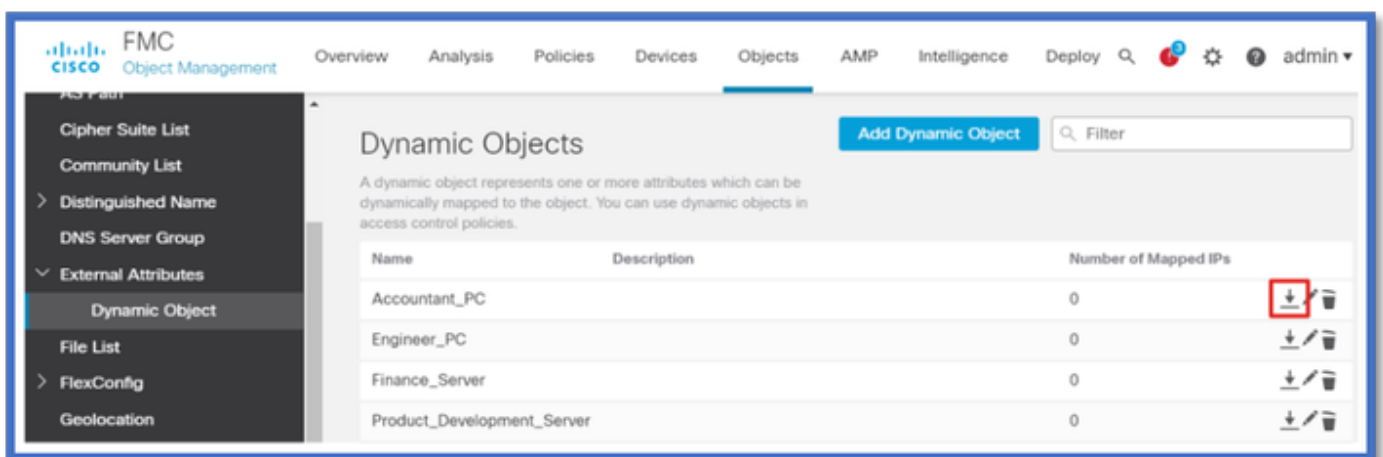 CISCO
FMC
Object Management
Overview Analysis Policies Devices Objects AMP Intelligence Deploy 3 admin
AS Path
Cipher Suite List
Community List
Distinguished Name
DNS Server Group
External Attributes
Dynamic Object
File List
FlexConfig
Geolocation
Dynamic Objects
Add Dynamic Object
Filter
A dynamic object represents one or more attributes which can be
dynamically mapped to the object. You can use dynamic objects in
access control policies.
Name Description Number of Mapped IPs
Accountant_PC 0
Engineer_PC 0
Finance_Server 0
Product_Development_Server 0